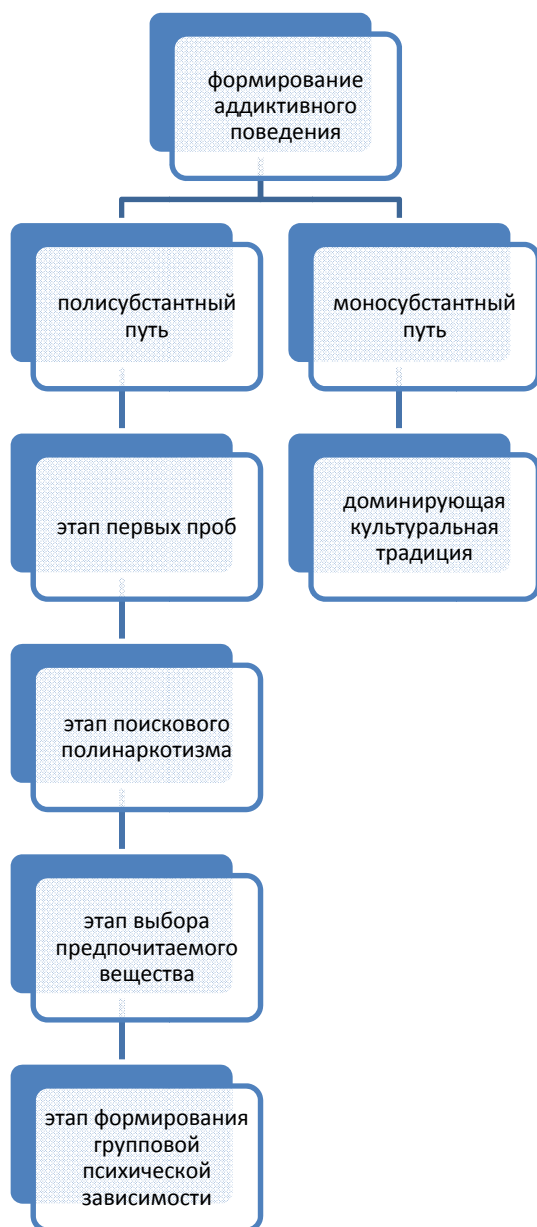 формирование
аддиктивного
поведения
полисубстантный
путь
моносубстантный
путь
этап первых проб
доминирующая
культуральная
традиция
этап поискового
полинаркотизма
этап выбора
предпочитаемого
вещества
этап формирования
групповой
психической
зависимости